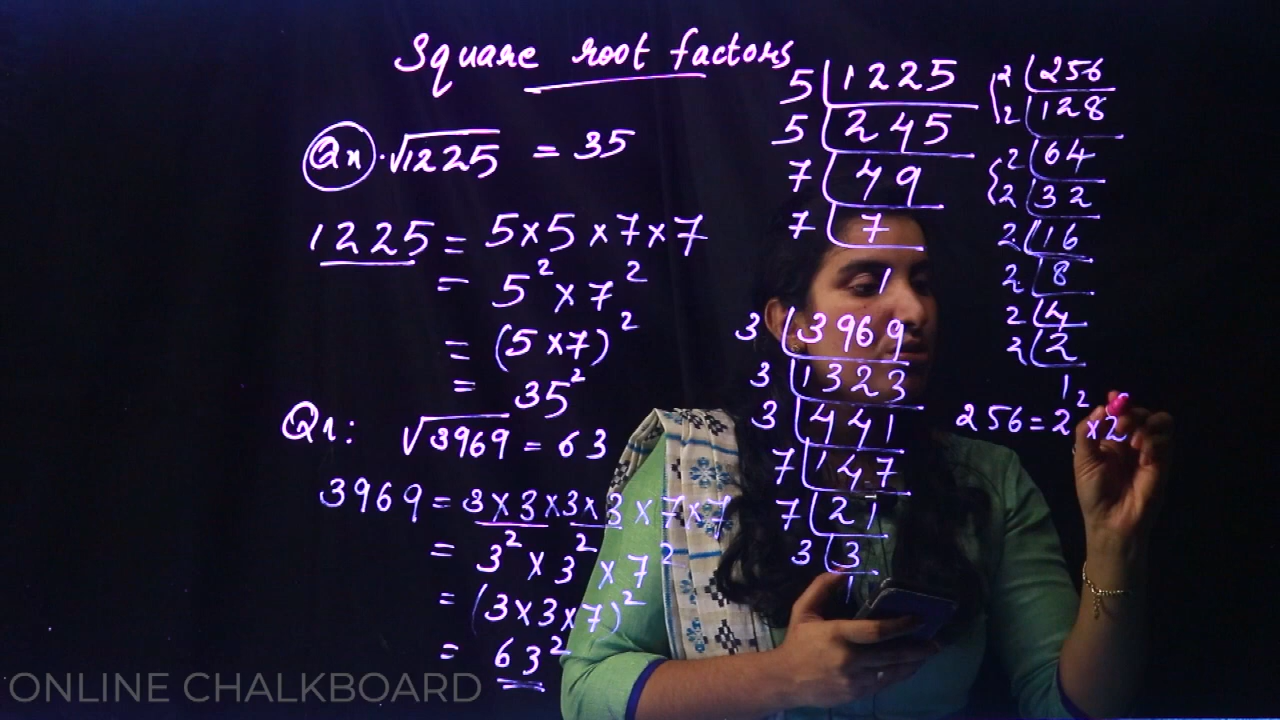 Square root factors
Qn. √1225 = 35
1225 = 5×5×7×7
= 5² × 7²
= (5×7)²
= 35²
Qn: √3969 = 63
3969 = 3×3×3×3×7×7
= 3² × 3² × 7²
= (3×3×7)²
= 63²
5 1225
5 245
7 49
7 7
1
3 3969
3 1323
3 441
7 147
7 21
3 3
1
2 256
2 128
2 64
2 32
2 16
2 8
2 4
2 2
1
256 = 2² × 2
ONLINE CHALKBOARD